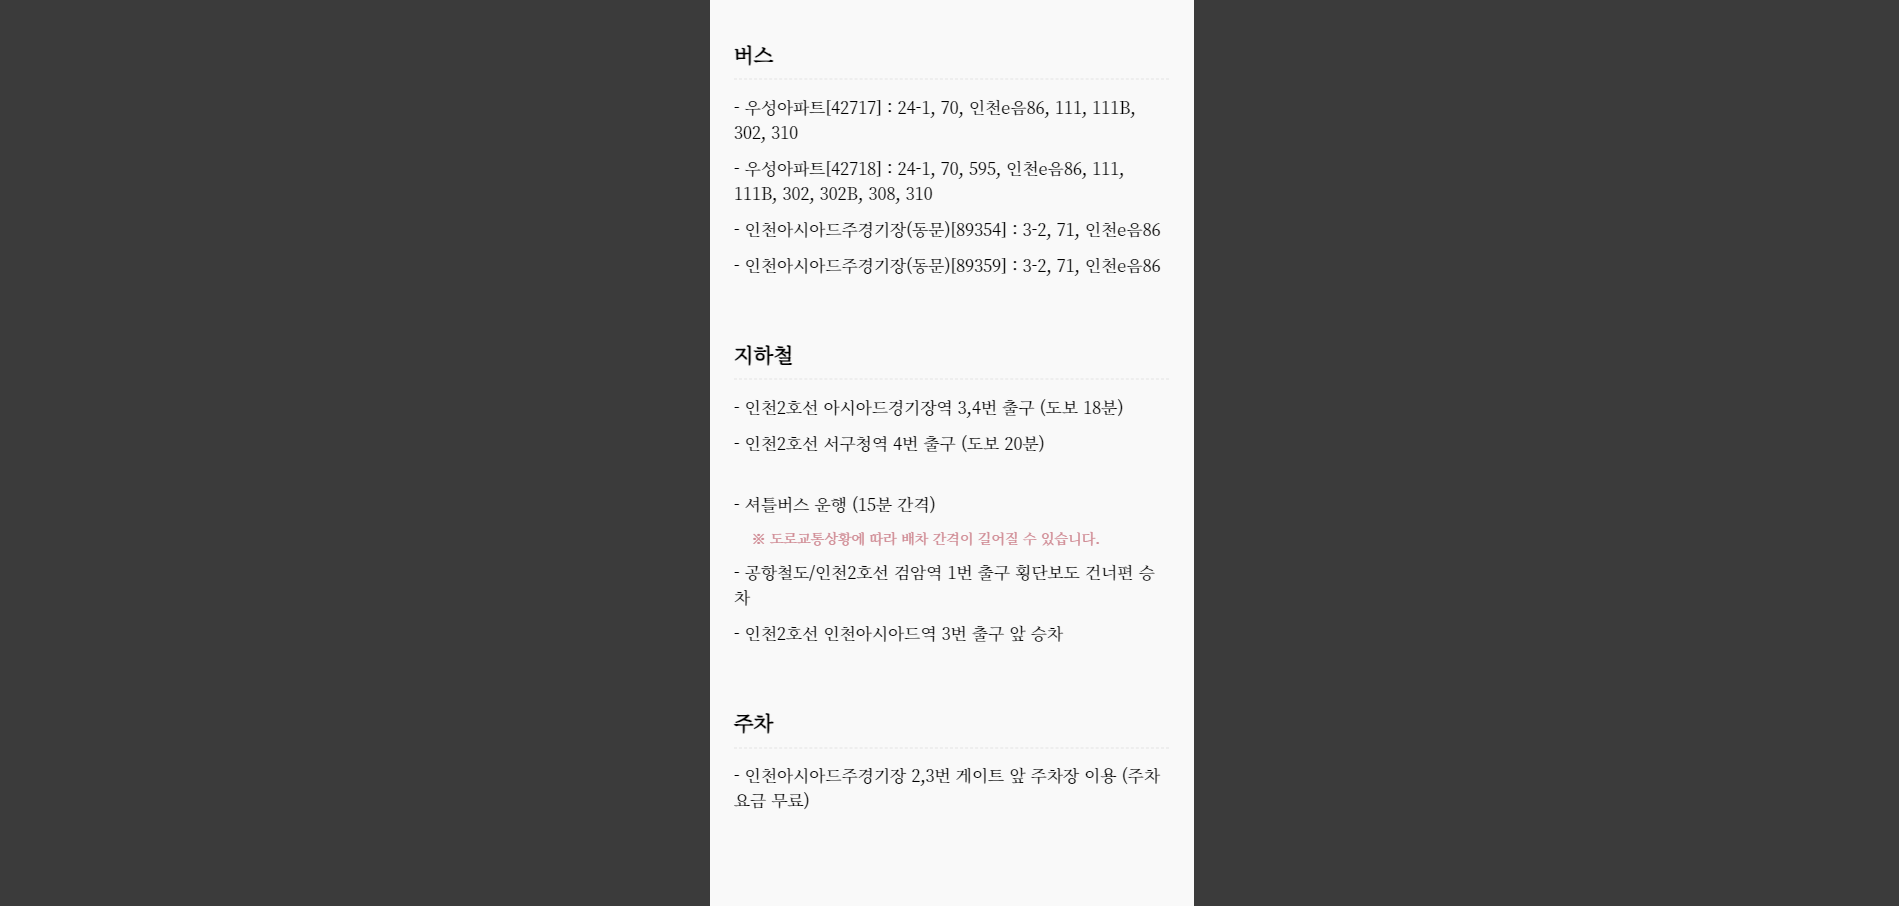 버스
- 우성아파트[42717] : 24-1, 70, 인천e음86, 111, 111B,
302, 310
- 우성아파트[42718] : 24-1, 70, 595, 인천e음86, 111,
111B, 302, 302B, 308, 310
- 인천아시아드주경기장(동문)[89354] : 3-2, 71, 인천e음86
- 인천아시아드주경기장(동문)[89359] : 3-2, 71, 인천e음86
지하철
- 인천2호선 아시아드경기장역 3,4번 출구 (도보 18분)
- 인천2호선 서구청역 4번 출구 (도보 20분)
- 셔틀버스 운행 (15분 간격)
※ 도로교통상황에 따라 배차 간격이 길어질 수 있습니다.
- 공항철도/인천2호선 검암역 1번 출구 횡단보도 건너편 승
차
- 인천2호선 인천아시아드역 3번 출구 앞 승차
주차
- 인천아시아드주경기장 2,3번 게이트 앞 주차장 이용 (주차
요금 무료)